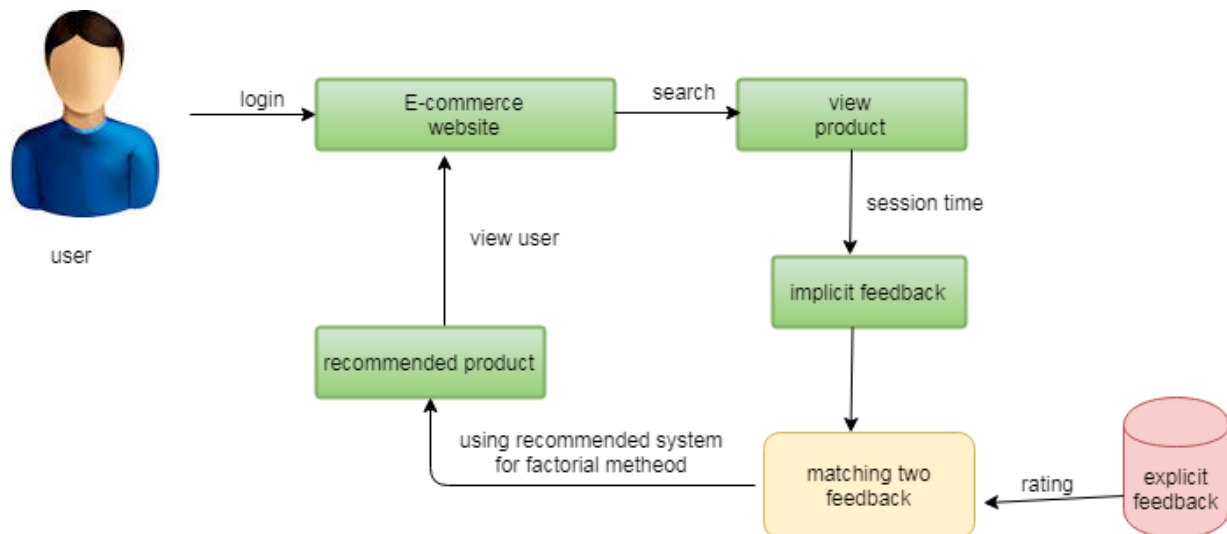 login
E-commerce
website
search
view
product
user
view user
session time
implicit feedback
recommended product
using recommended system
for factorial metheod
matching two
feedback
rating
explicit
feedback